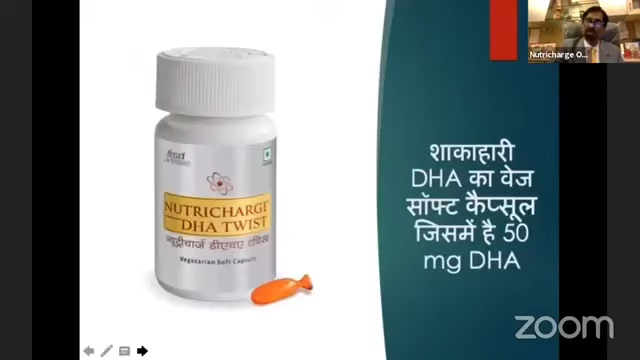 Nutricharge O...
NUTRICHARGE
DHA TWIST
न्यूट्रीचार्ज डीएचए ट्विस्ट
Vegetarian Soft Capsule
शाकाहारी
DHA का वेज
सॉफ्ट कैप्सूल
जिसमें है 50
mg DHA
zoom